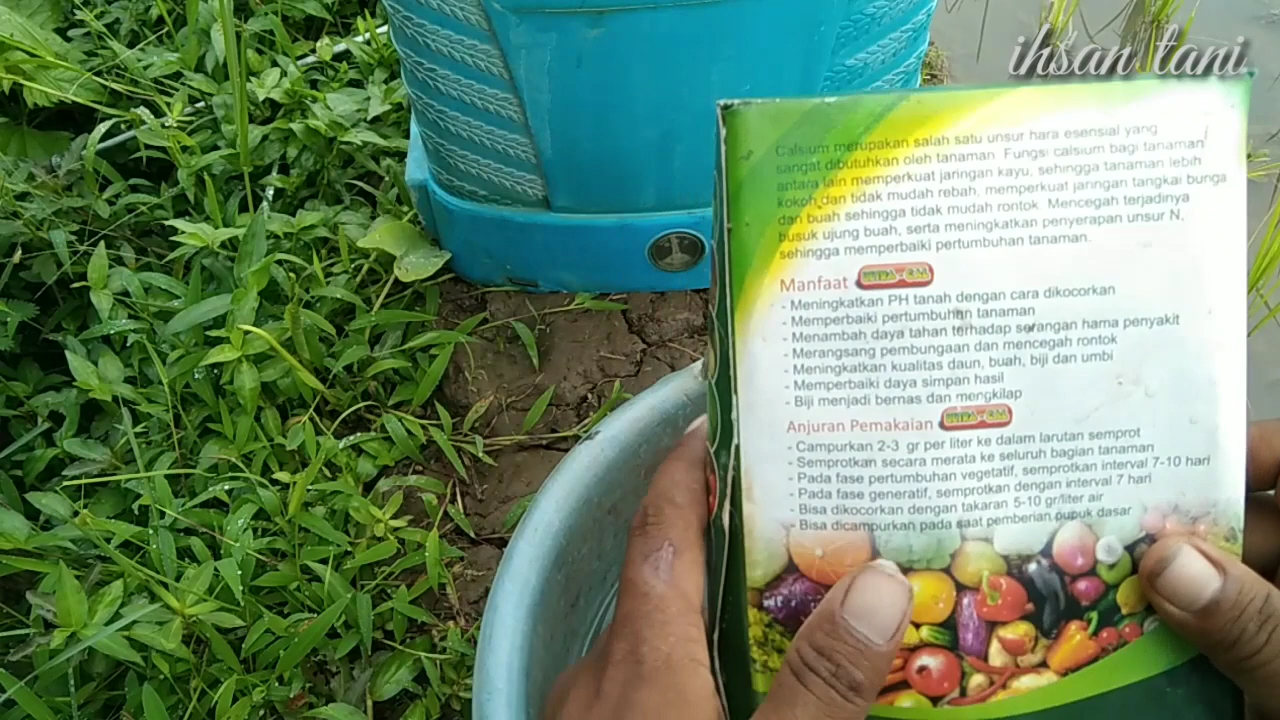 ihsan tani
Calsium merupakan salah satu unsur hara esensial yang
sangat dibutuhkan oleh tanaman. Fungsi calsium bagi tanaman
antara lain memperkuat jaringan kayu, sehingga tanaman lebih
kokoh dan tidak mudah rebah, memperkuat jaringan tangkai bunga
dan buah sehingga tidak mudah rontok. Mencegah terjadinya
busuk ujung buah, serta meningkatkan penyerapan unsur N,
sehingga memperbaiki pertumbuhan tanaman.
Manfaat
- Meningkatkan PH tanah dengan cara dikocorkan
- Memperbaiki pertumbuhan tanaman
- Menambah daya tahan terhadap serangan hama penyakit
- Merangsang pembungaan dan mencegah rontok
- Meningkatkan kualitas daun, buah, biji dan umbi
- Memperbaiki daya simpan hasil
- Biji menjadi bernas dan mengkilap
Anjuran Pemakaian
- Campurkan 2-3 gr per liter ke dalam larutan semprot
- Semprotkan secara merata ke seluruh bagian tanaman
- Pada fase pertumbuhan vegetatif, semprotkan interval 7-10 hari
- Pada fase generatif, semprotkan dengan interval 7 hari
- Bisa dikocorkan dengan takaran 5-10 gr/liter air
- Bisa dicampurkan pada saat pemberian pupuk dasar